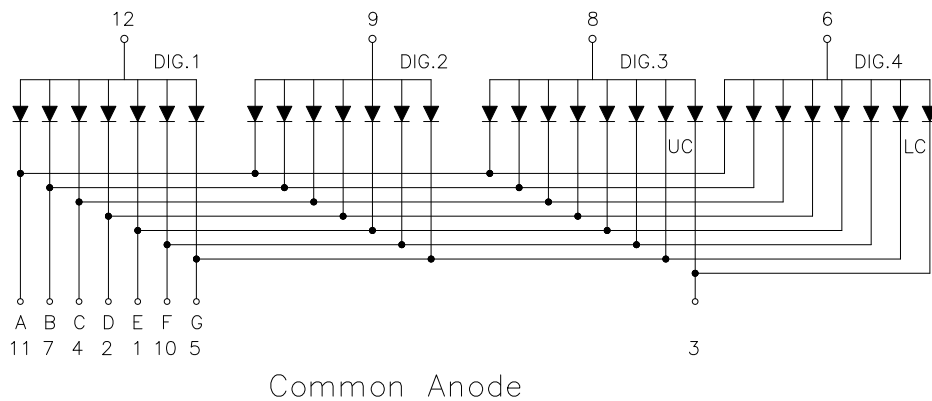 12 9 8 6
DIG.1 DIG.2 DIG.3 DIG.4
UC LC
A B C D E F G
11 7 4 2 1 10 5 3
Common Anode